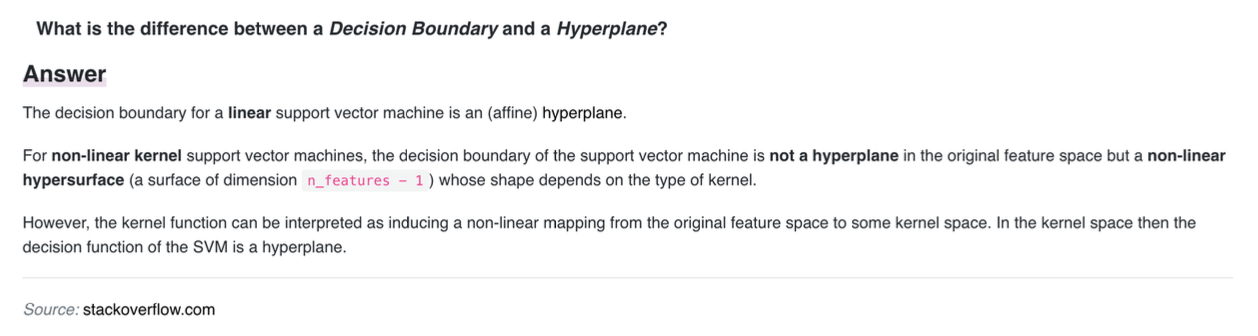 What is the difference between a Decision Boundary and a Hyperplane?
Answer
The decision boundary for a linear support vector machine is an (affine) hyperplane.
For non-linear kernel support vector machines, the decision boundary of the support vector machine is not a hyperplane in the original feature space but a non-linear
hypersurface (a surface of dimension n_features - 1 ) whose shape depends on the type of kernel.
However, the kernel function can be interpreted as inducing a non-linear mapping from the original feature space to some kernel space. In the kernel space then the
decision function of the SVM is a hyperplane.
Source: stackoverflow.com